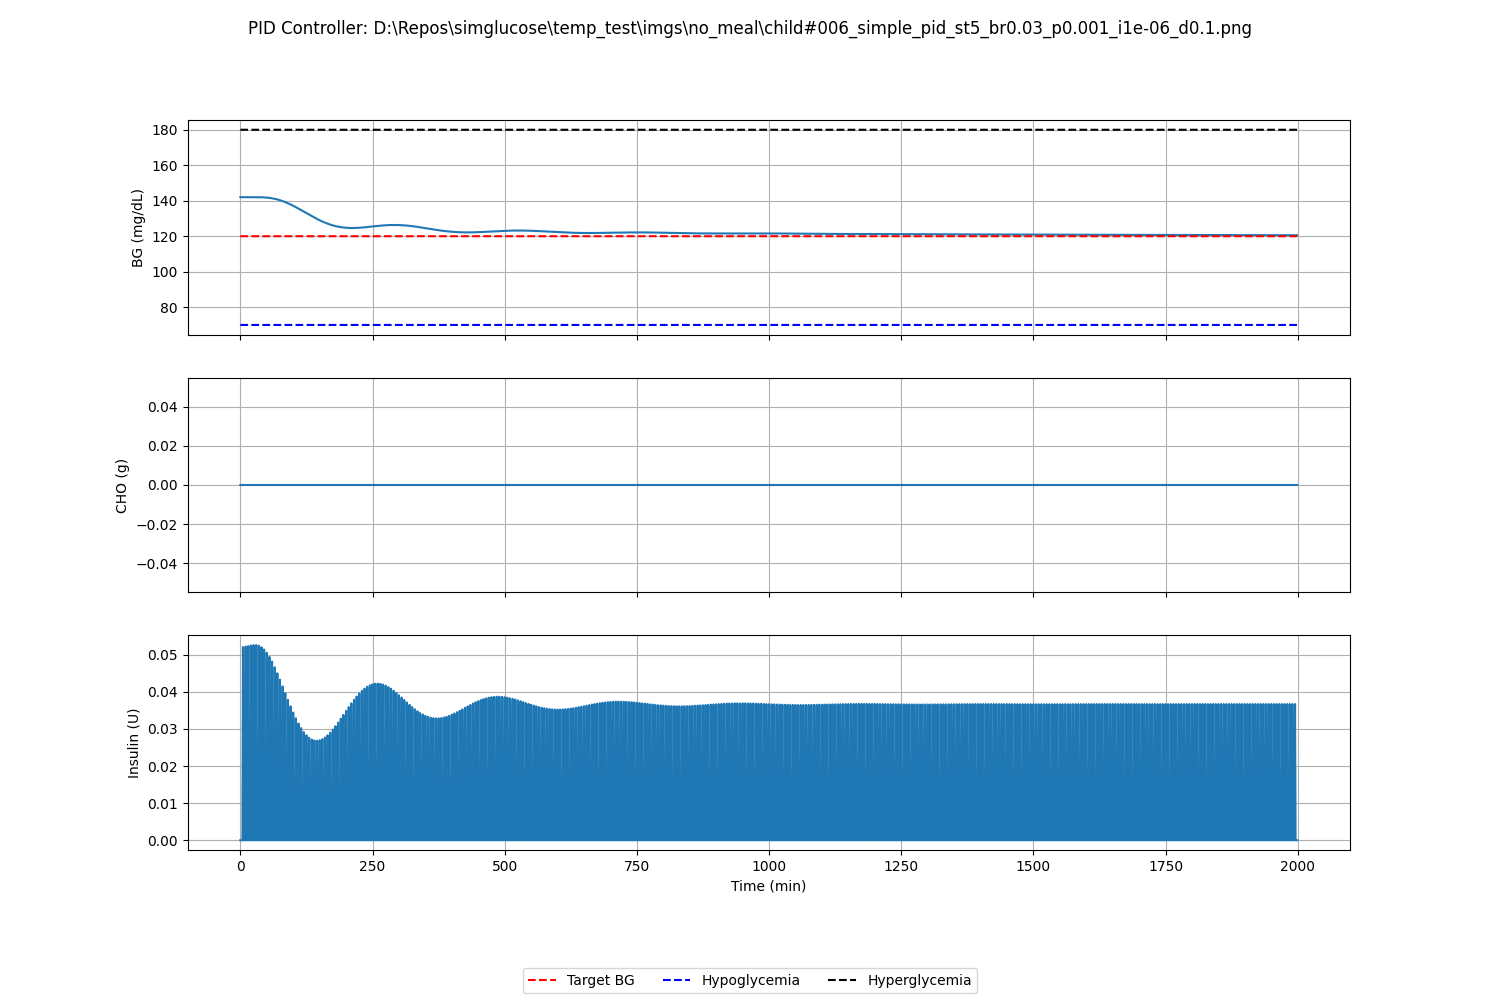 PID Controller: D:\Repos\simglucose\temp_test\imgs\no_meal\child#006_simple_pid_st5_br0.03_p0.001_i1e-06_d0.1.png
180
160
140
120
100
80
BG (mg/dL)
0.04
0.02
0.00
−0.02
−0.04
CHO (g)
0.05
0.04
0.03
0.02
0.01
0.00
Insulin (U)
0 250 500 750 1000 1250 1500 1750 2000
Time (min)
Target BG Hypoglycemia Hyperglycemia